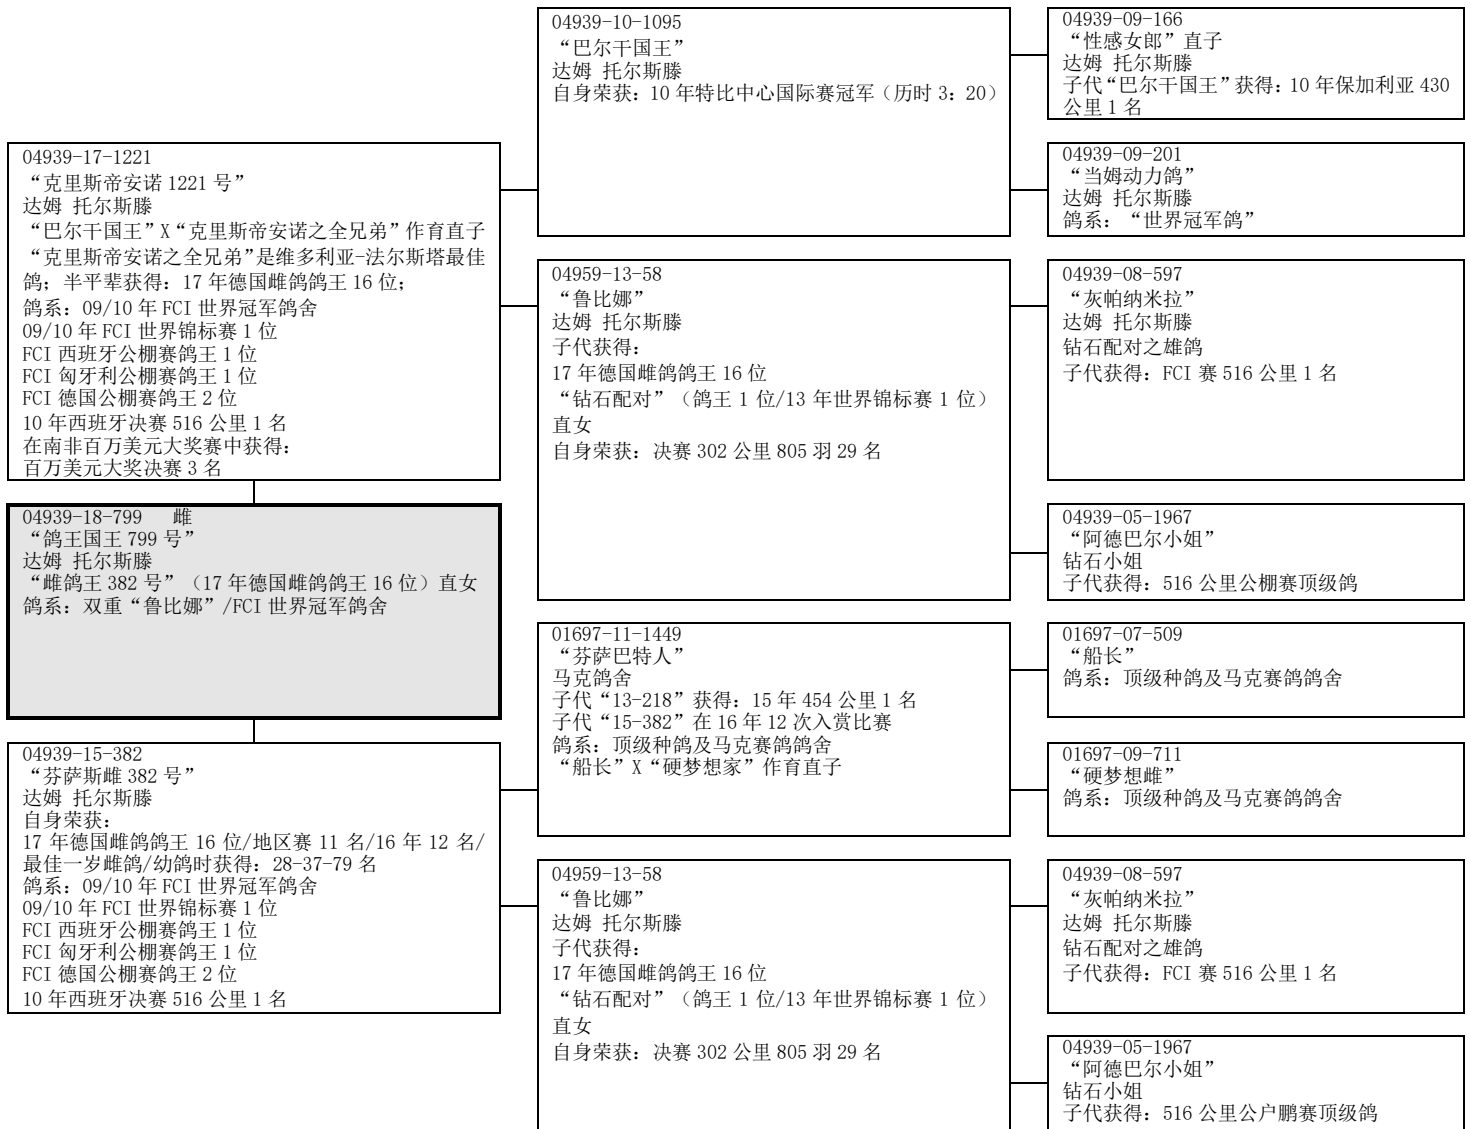 04939-17-1221
“克里斯帝安诺 1221 号”
达姆 托尔斯滕
“巴尔干国王”X“克里斯帝安诺之全兄弟”作育直子
“克里斯帝安诺之全兄弟”是维多利亚-法尔斯塔最佳
鸽；半平辈获得：17 年德国雌鸽鸽王 16 位；
鸽系：09/10 年 FCI 世界冠军鸽舍
09/10 年 FCI 世界锦标赛 1 位
FCI 西班牙公棚赛鸽王 1 位
FCI 匈牙利公棚赛鸽王 1 位
FCI 德国公棚赛鸽王 2 位
10 年西班牙决赛 516 公里 1 名
在南非百万美元大奖赛中获得：
百万美元大奖决赛 3 名
04939-18-799 雌
“鸽王国王 799 号”
达姆 托尔斯滕
“雌鸽王 382 号”（17 年德国雌鸽鸽王 16 位）直女
鸽系：双重“鲁比娜”/FCI 世界冠军鸽舍
04939-15-382
“芬萨斯雌 382 号”
达姆 托尔斯滕
自身荣获：
17 年德国雌鸽鸽王 16 位/地区赛 11 名/16 年 12 名/
最佳一岁雌鸽/幼鸽时获得：28-37-79 名
鸽系：09/10 年 FCI 世界冠军鸽舍
09/10 年 FCI 世界锦标赛 1 位
FCI 西班牙公棚赛鸽王 1 位
FCI 匈牙利公棚赛鸽王 1 位
FCI 德国公棚赛鸽王 2 位
10 年西班牙决赛 516 公里 1 名
04939-10-1095
“巴尔干国王”
达姆 托尔斯滕
自身荣获：10 年特比中心国际赛冠军（历时 3：20）
04959-13-58
“鲁比娜”
达姆 托尔斯滕
子代获得：
17 年德国雌鸽鸽王 16 位
“钻石配对”（鸽王 1 位/13 年世界锦标赛 1 位）
直女
自身荣获：决赛 302 公里 805 羽 29 名
01697-11-1449
“芬萨巴特人”
马克鸽舍
子代“13-218”获得：15 年 454 公里 1 名
子代“15-382”在 16 年 12 次入赏比赛
鸽系：顶级种鸽及马克赛鸽鸽舍
“船长”X“硬梦想家”作育直子
04959-13-58
“鲁比娜”
达姆 托尔斯滕
子代获得：
17 年德国雌鸽鸽王 16 位
“钻石配对”（鸽王 1 位/13 年世界锦标赛 1 位）
直女
自身荣获：决赛 302 公里 805 羽 29 名
04939-09-166
“性感女郎”直子
达姆 托尔斯滕
子代“巴尔干国王”获得：10 年保加利亚 430
公里 1 名
04939-09-201
“当姆动力鸽”
达姆 托尔斯滕
鸽系：“世界冠军鸽”
04939-08-597
“灰帕纳米拉”
达姆 托尔斯滕
钻石配对之雄鸽
子代获得：FCI 赛 516 公里 1 名
04939-05-1967
“阿德巴尔小姐”
钻石小姐
子代获得：516 公里公棚赛顶级鸽
01697-07-509
“船长”
鸽系：顶级种鸽及马克赛鸽鸽舍
01697-09-711
“硬梦想雌”
鸽系：顶级种鸽及马克赛鸽鸽舍
04939-08-597
“灰帕纳米拉”
达姆 托尔斯滕
钻石配对之雄鸽
子代获得：FCI 赛 516 公里 1 名
04939-05-1967
“阿德巴尔小姐”
钻石小姐
子代获得：516 公里公户鹏赛顶级鸽